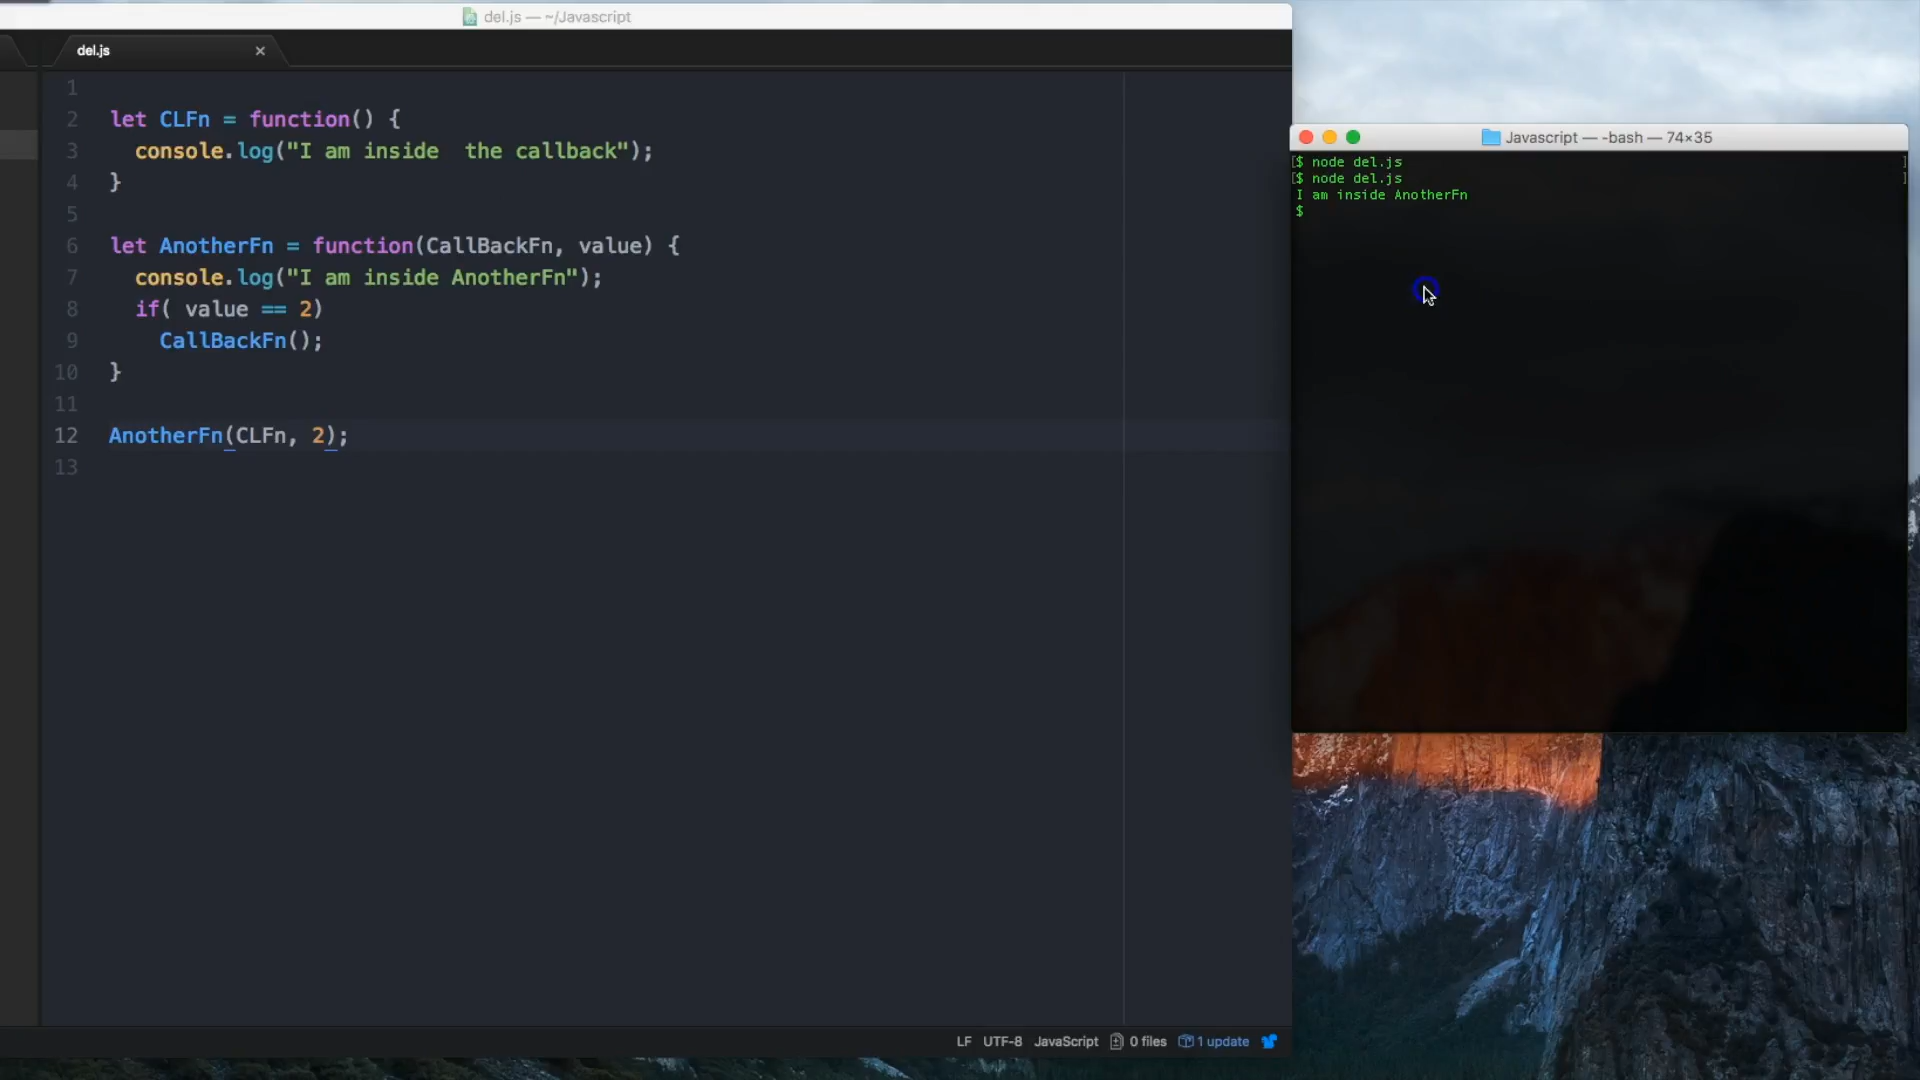 del.js — ~/Javascript
del.js
1
2 let CLFn = function() {
3 console.log("I am inside  the callback");
4 }
5
6 let AnotherFn = function(CallBackFn, value) {
7 console.log("I am inside AnotherFn");
8 if( value == 2)
9 CallBackFn();
10 }
11
12 AnotherFn(CLFn, 2);
13
LF UTF-8 JavaScript 0 files 1 update
Javascript — -bash — 74×35
[$ node del.js ]
[$ node del.js ]
I am inside AnotherFn
$